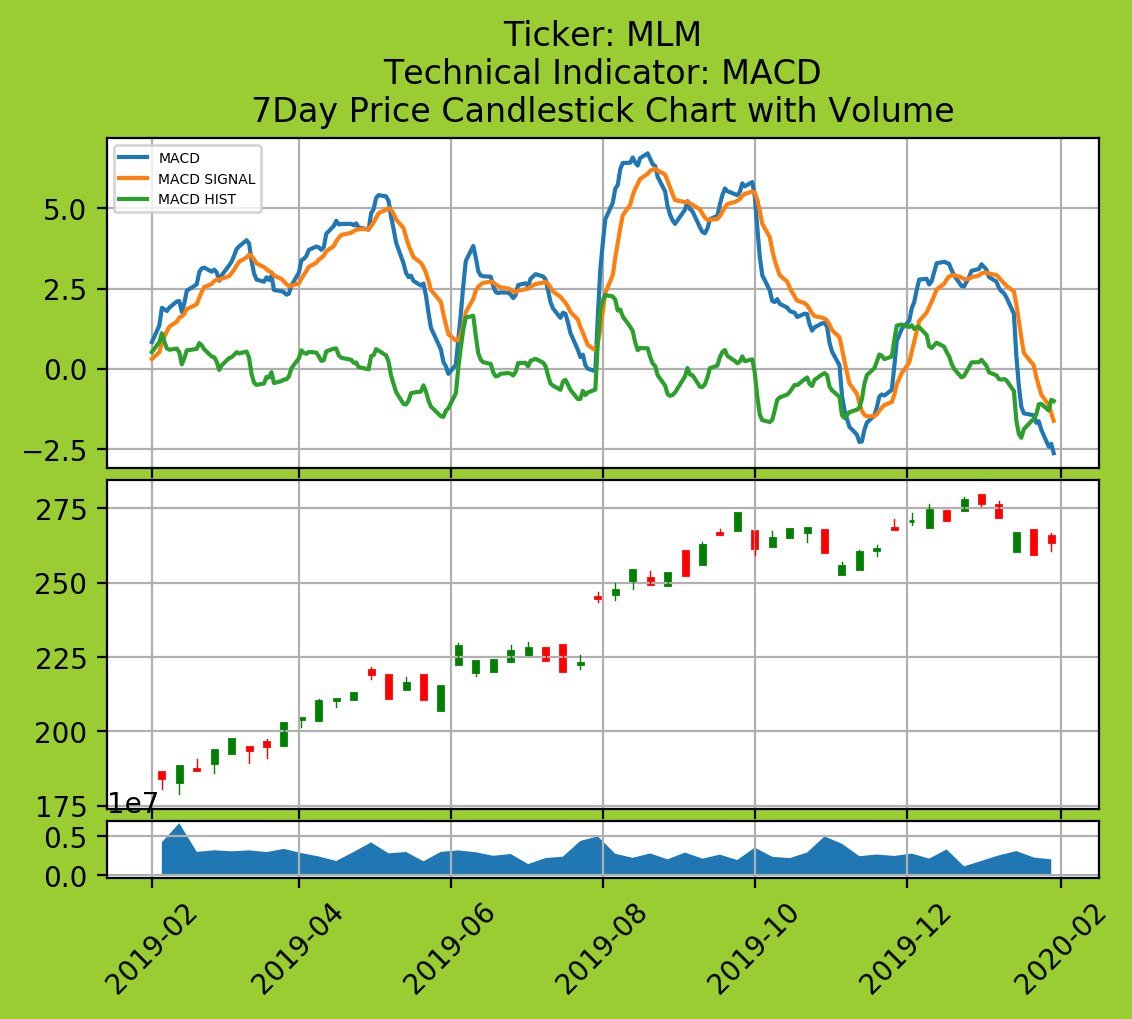 Ticker: MLM
Technical Indicator: MACD
7Day Price Candlestick Chart with Volume
MACD
MACD SIGNAL
MACD HIST
5.0
2.5
0.0
−2.5
275
250
225
200
175
1e7
0.5
0.0
2019-02
2019-04
2019-06
2019-08
2019-10
2019-12
2020-02